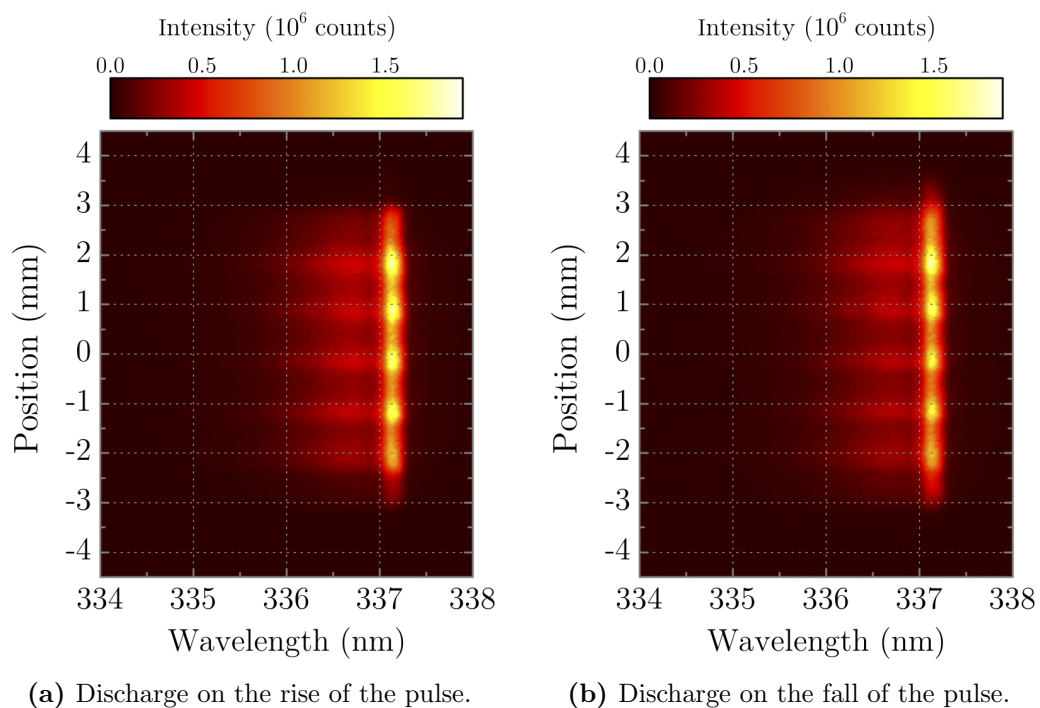 Intensity (10^6 counts)
0.0 0.5 1.0 1.5
Position (mm)
4
3
2
1
0
-1
-2
-3
-4
334 335 336 337 338
Wavelength (nm)
(a) Discharge on the rise of the pulse.
Intensity (10^6 counts)
0.0 0.5 1.0 1.5
Position (mm)
4
3
2
1
0
-1
-2
-3
-4
334 335 336 337 338
Wavelength (nm)
(b) Discharge on the fall of the pulse.